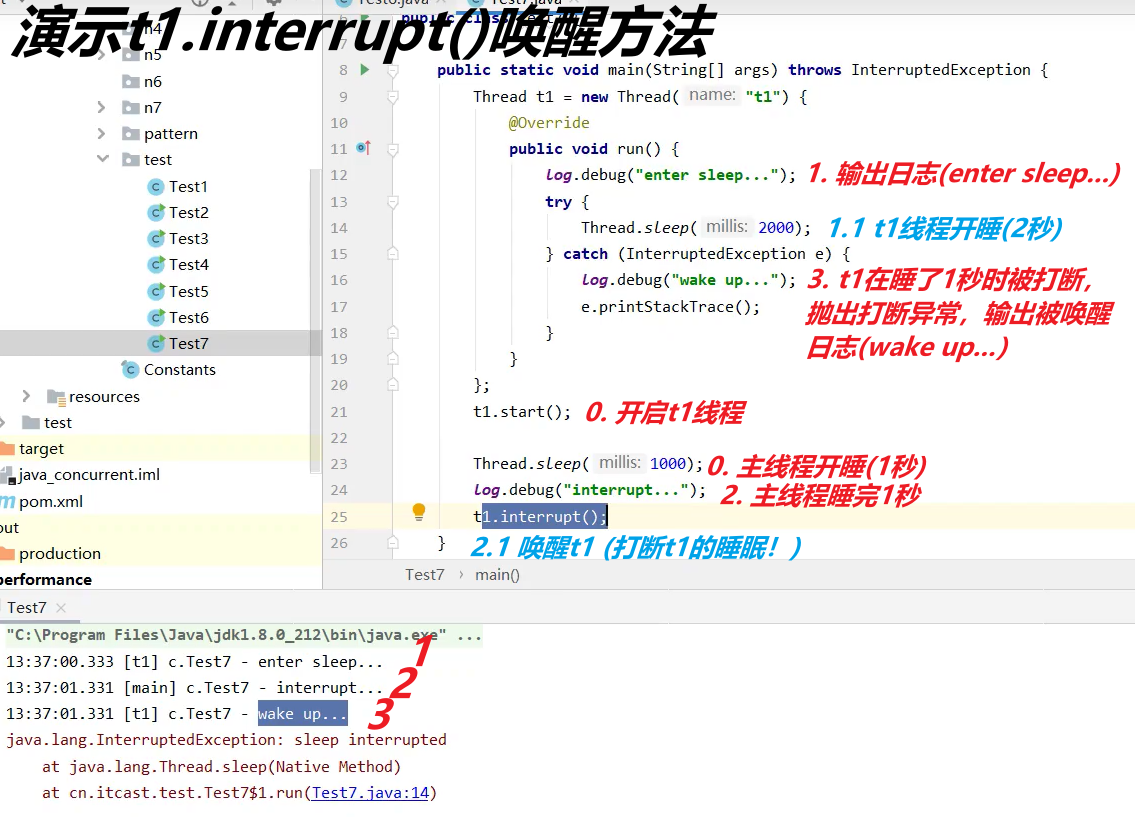 演示t1.interrupt()唤醒方法
n4
n5
n6
n7
pattern
test
Test1
Test2
Test3
Test4
Test5
Test6
Test7
Constants
resources
test
target
java_concurrent.iml
pom.xml
out
production
performance
8 public static void main(String[] args) throws InterruptedException {
9 Thread t1 = new Thread( name: "t1") {
10 @Override
11 public void run() {
12 log.debug("enter sleep..."); 1. 输出日志(enter sleep...)
13 try {
14 Thread.sleep( millis: 2000); 1.1 t1线程开睡(2秒)
15 } catch (InterruptedException e) {
16 log.debug("wake up..."); 3. t1在睡了1秒时被打断,
17 e.printStackTrace(); 抛出打断异常，输出被唤醒
18 } 日志(wake up...)
19 }
20 };
21 t1.start(); 0. 开启t1线程
22
23 Thread.sleep( millis: 1000); 0. 主线程开睡(1秒)
24 log.debug("interrupt..."); 2. 主线程睡完1秒
25 t1.interrupt();
26 } 2.1 唤醒t1 (打断t1的睡眠！)
Test7 › main()
Test7 ×
"C:\Program Files\Java\jdk1.8.0_212\bin\java.exe" ...
13:37:00.333 [t1] c.Test7 - enter sleep... 1
13:37:01.331 [main] c.Test7 - interrupt... 2
13:37:01.331 [t1] c.Test7 - wake up... 3
java.lang.InterruptedException: sleep interrupted
at java.lang.Thread.sleep(Native Method)
at cn.itcast.test.Test7$1.run(Test7.java:14)